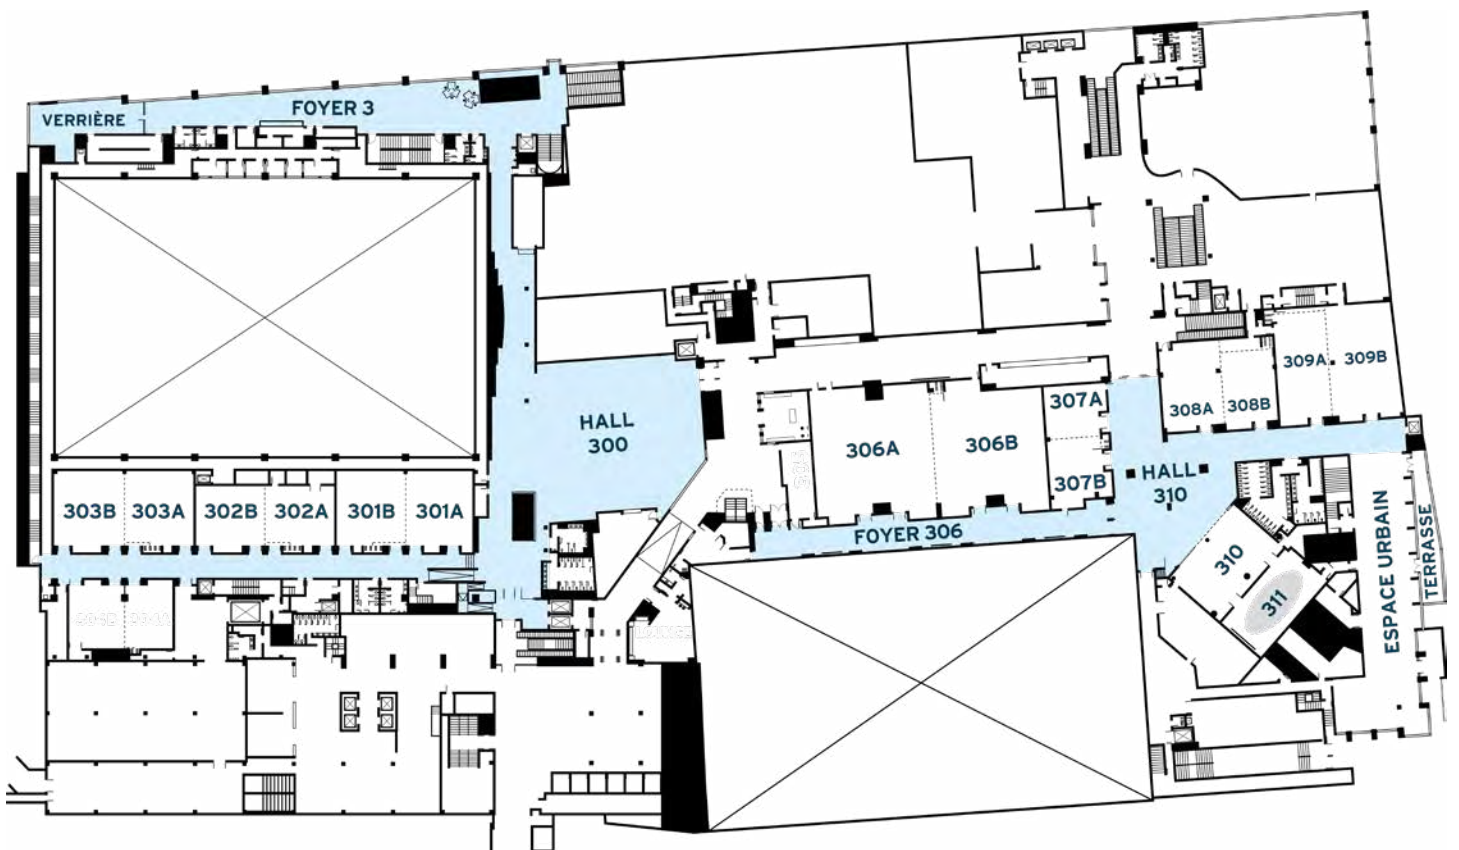 FOYER 3
VERRIÈRE
309A
309B
307A
308A
308B
HALL
300
306A
306B
HALL
310
307B
303B
303A
302B
302A
301B
301A
FOYER 306
310
311
ESPACE URBAIN
TERRASSE